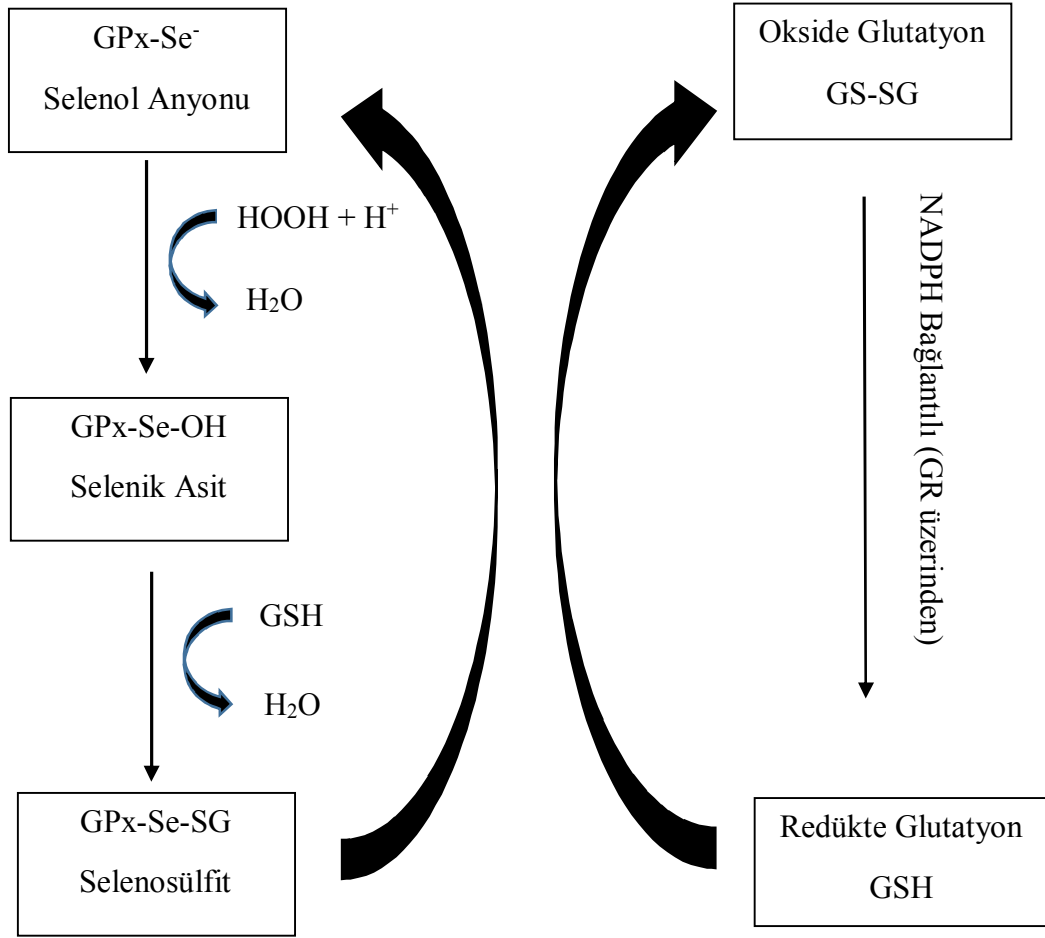 GPx-Se⁻
Selenol Anyonu
HOOH + H⁺
H₂O
GPx-Se-OH
Selenik Asit
GSH
H₂O
GPx-Se-SG
Selenosülfit
Okside Glutatyon
GS-SG
NADPH Bağlantılı (GR üzerinden)
Redükte Glutatyon
GSH